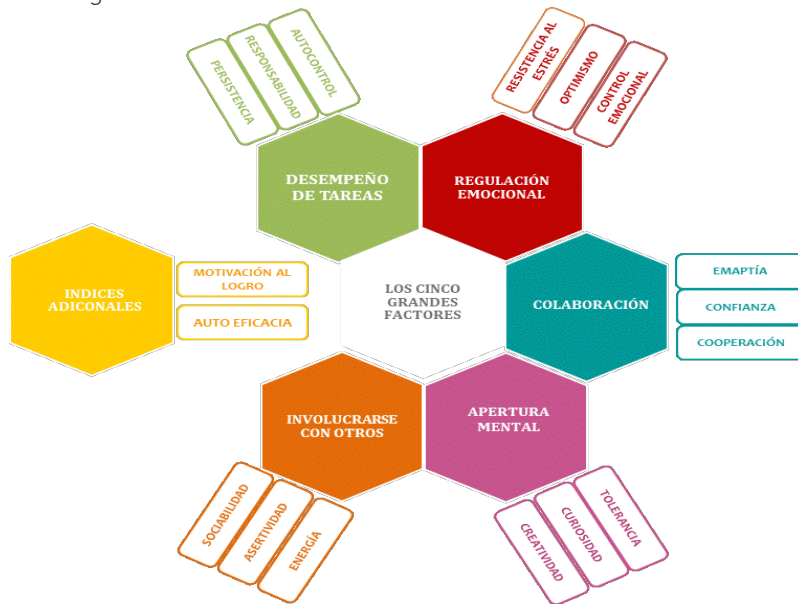 PERSISTENCIA
RESPONSABILIDAD
AUTOCONTROL
RESISTENCIA AL
ESTRÉS
OPTIMISMO
CONTROL
EMOCIONAL
DESEMPEÑO
DE TAREAS
REGULACIÓN
EMOCIONAL
INDICES
ADICONALES
MOTIVACIÓN AL
LOGRO
AUTO EFICACIA
LOS CINCO
GRANDES
FACTORES
COLABORACIÓN
EMAPTÍA
CONFIANZA
COOPERACIÓN
INVOLUCRARSE
CON OTROS
APERTURA
MENTAL
SOCIABILIDAD
ASERTIVIDAD
ENERGÍA
CREATIVIDAD
CURIOSIDAD
TOLERANCIA